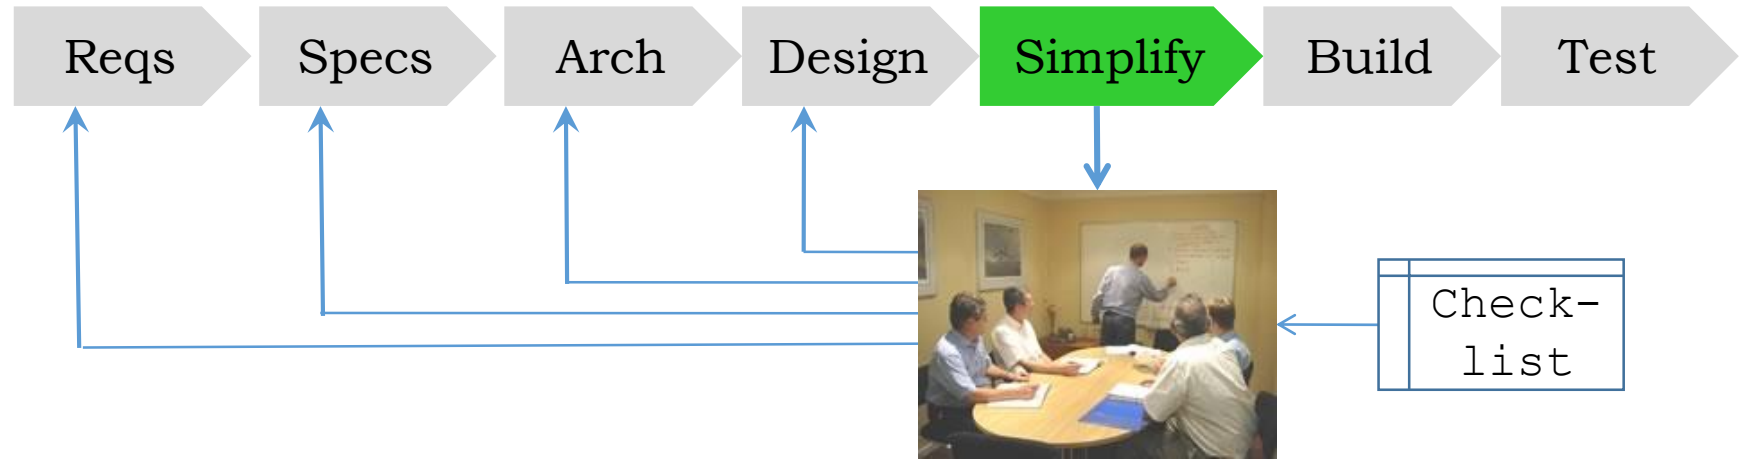 Reqs
Specs
Arch
Design
Simplify
Build
Test
Check-
list